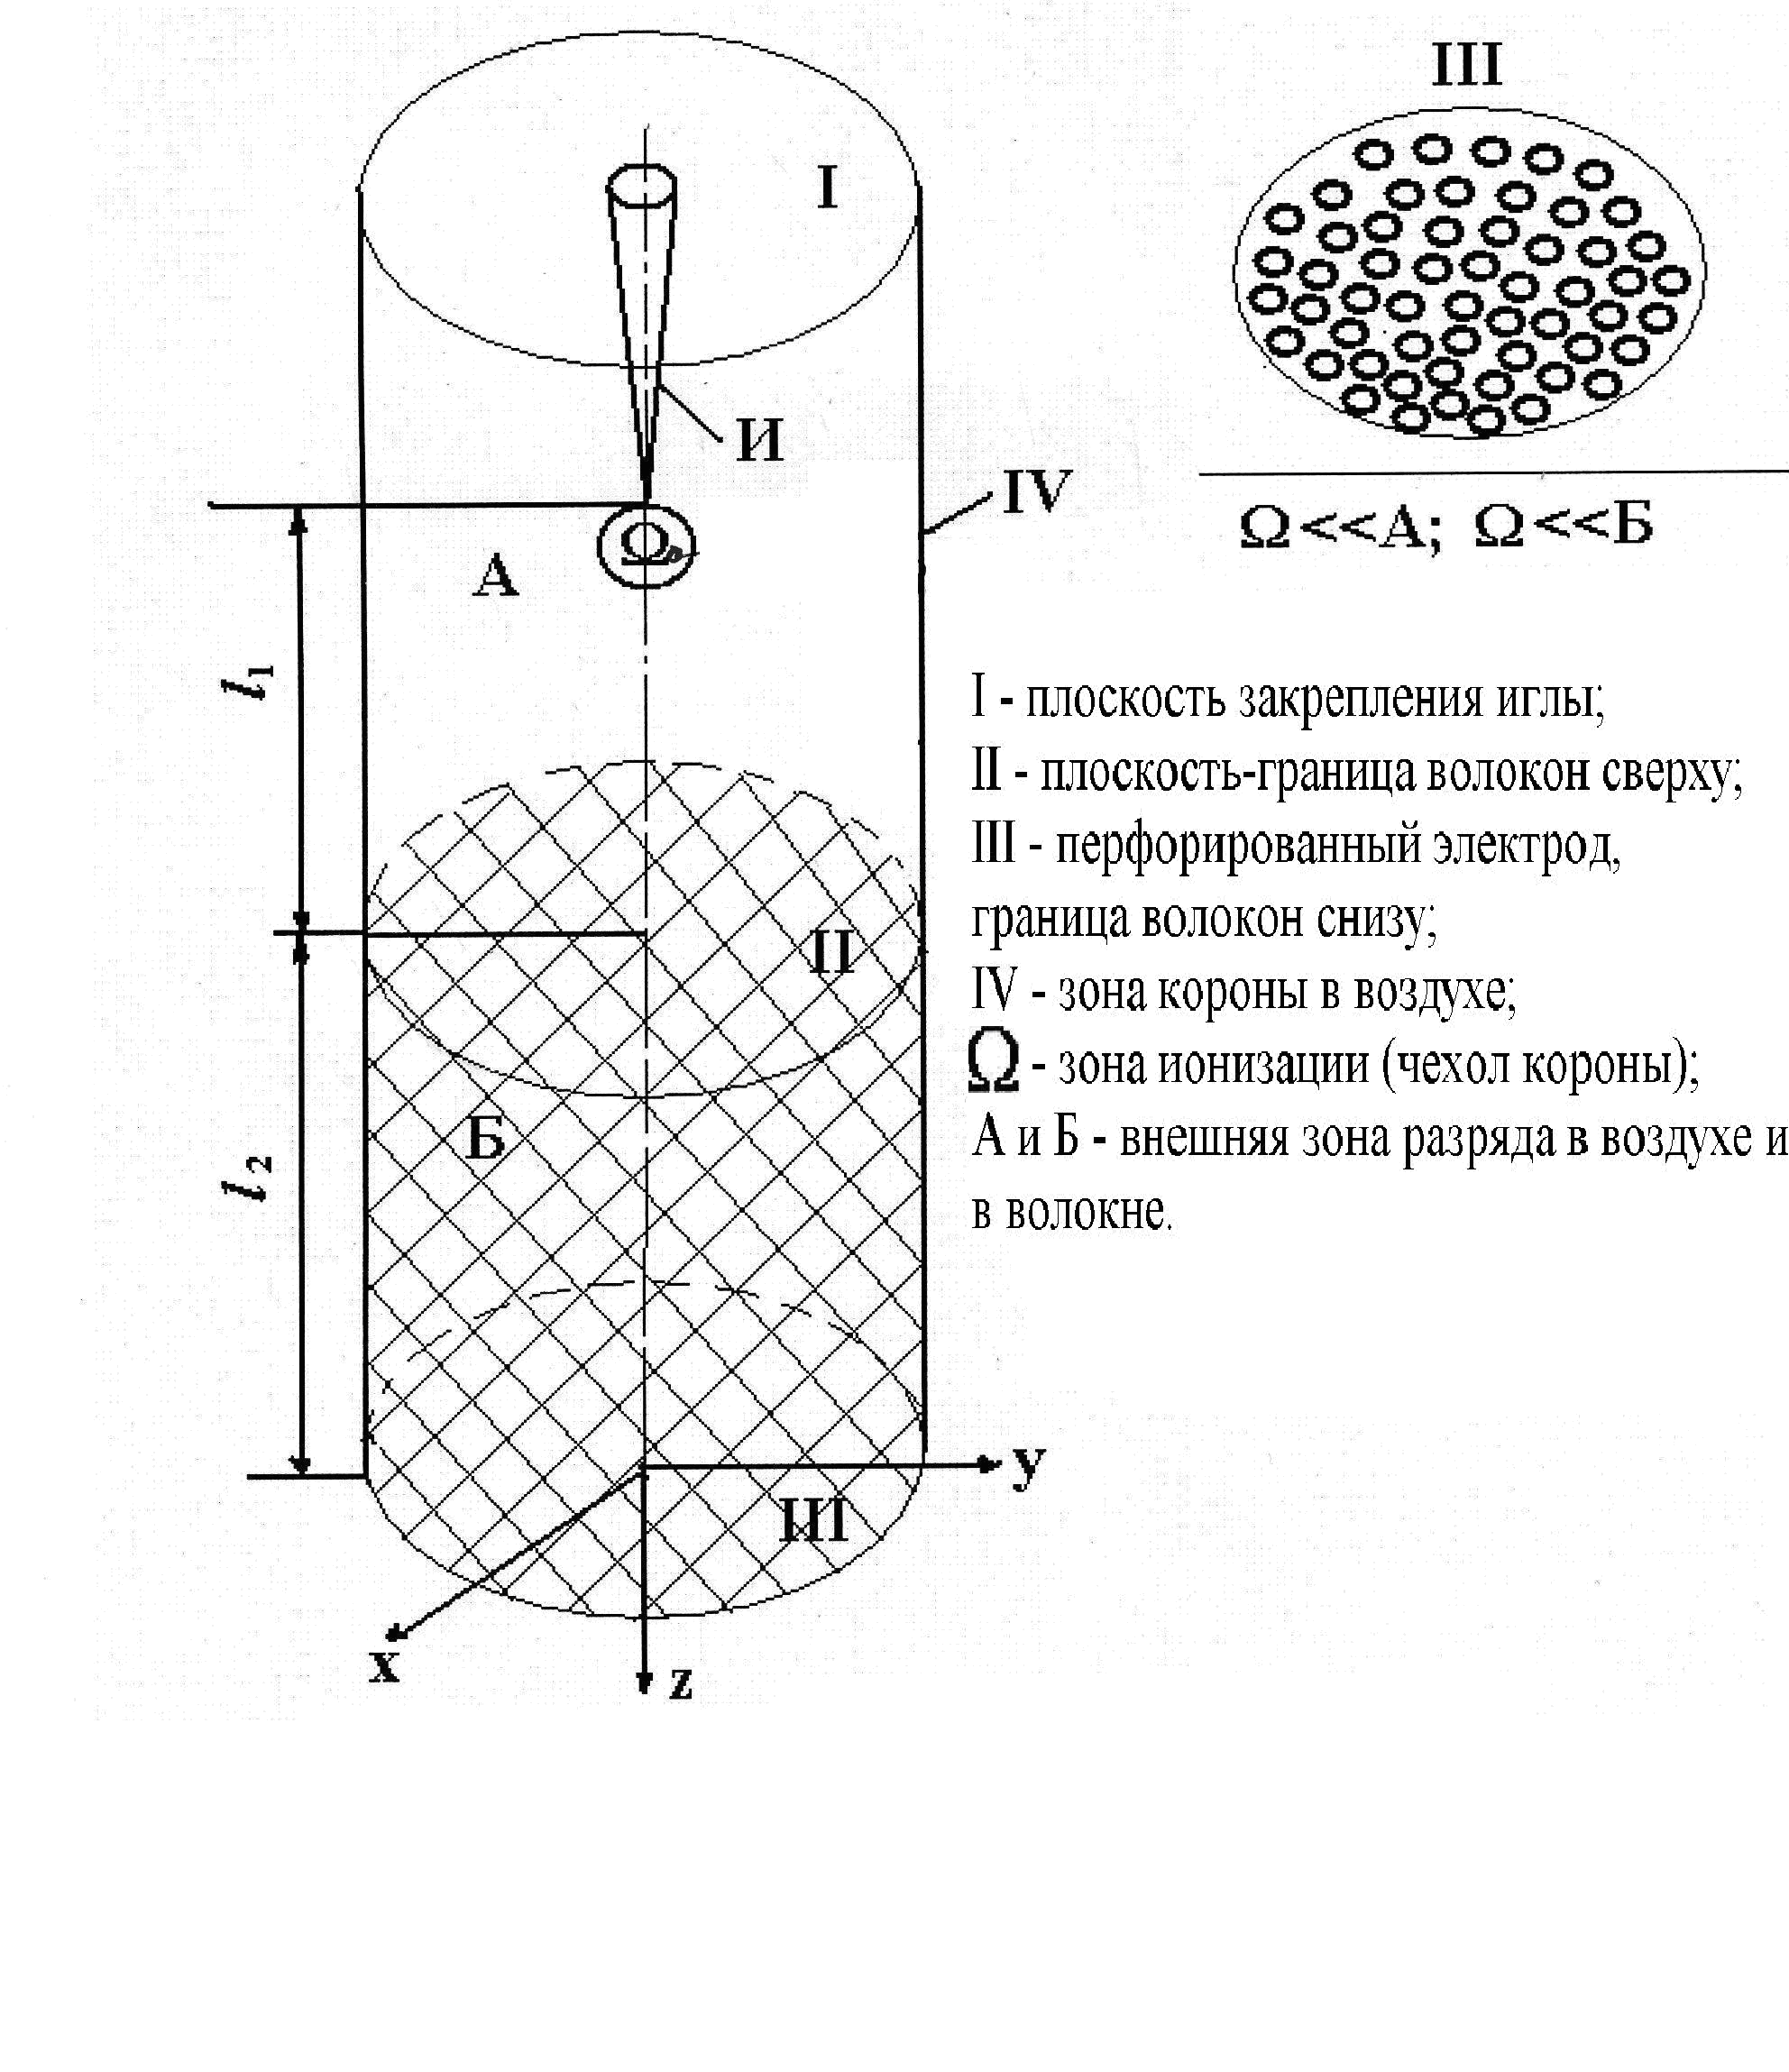 III
I
И
IV
Ω<<А; Ω<<Б
Ω
А
l1
I - плоскость закрепления иглы;
II - плоскость-граница волокон сверху;
III - перфорированный электрод,
граница волокон снизу;
IV - зона короны в воздухе;
Ω - зона ионизации (чехол короны);
А и Б - внешняя зона разряда в воздухе и
в волокне.
II
Б
l2
y
III
x
z